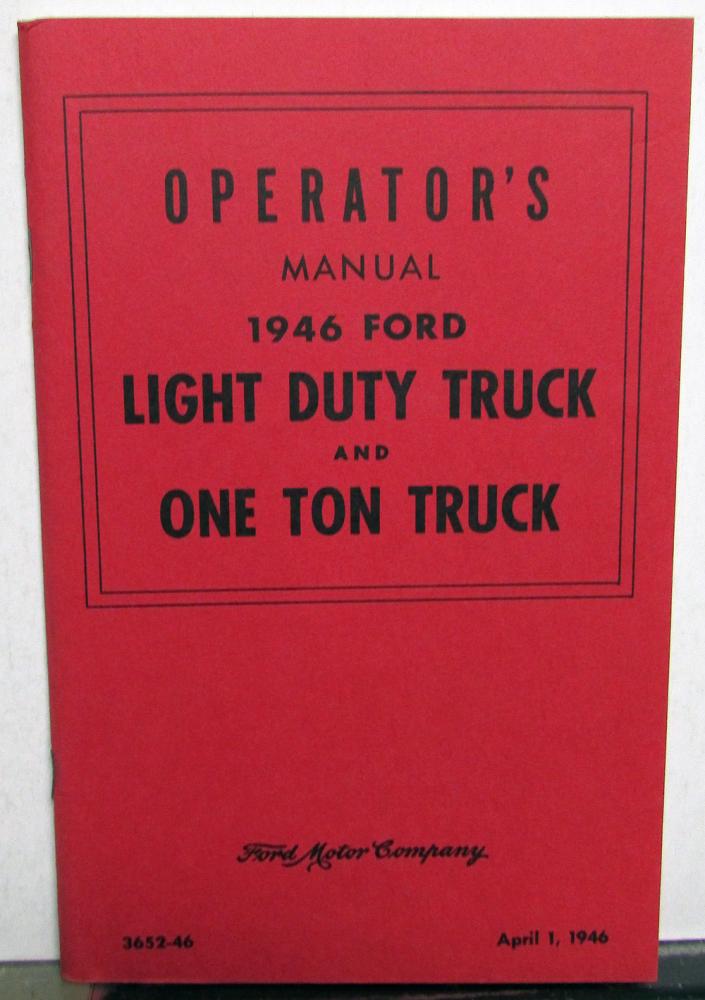 OPERATOR'S
MANUAL
1946 FORD
LIGHT DUTY TRUCK
AND
ONE TON TRUCK
Ford Motor Company
3652-46
April 1, 1946